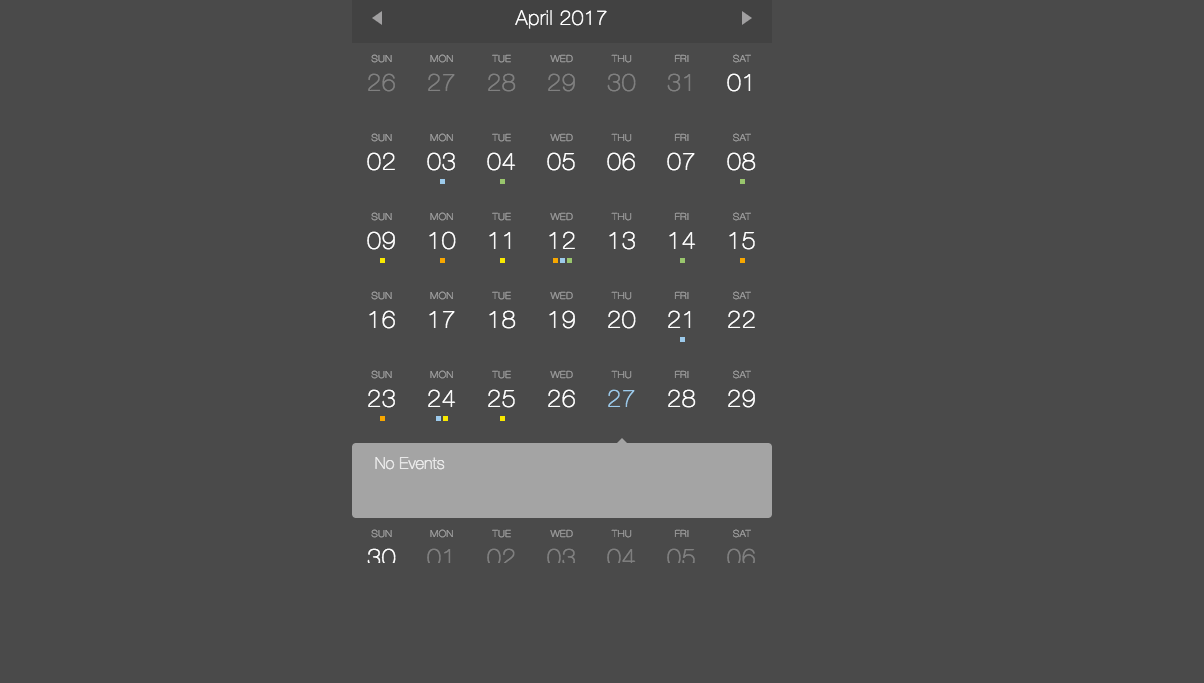 April 2017
SUN MON TUE WED THU FRI SAT
26 27 28 29 30 31 01
SUN MON TUE WED THU FRI SAT
02 03 04 05 06 07 08
SUN MON TUE WED THU FRI SAT
09 10 11 12 13 14 15
SUN MON TUE WED THU FRI SAT
16 17 18 19 20 21 22
SUN MON TUE WED THU FRI SAT
23 24 25 26 27 28 29
No Events
SUN MON TUE WED THU FRI SAT
30 01 02 03 04 05 06